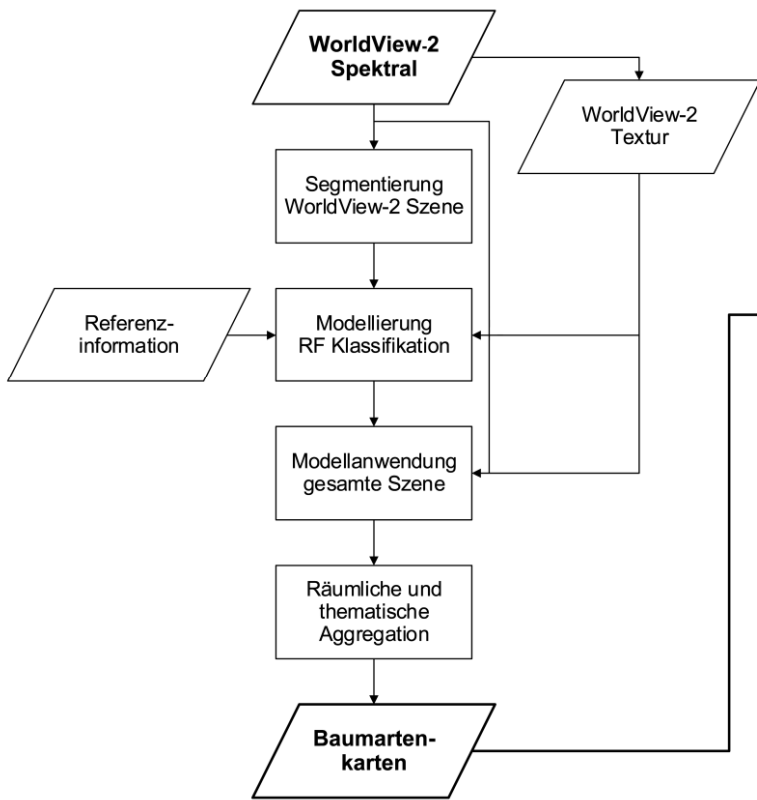 WorldView-2
Spektral
WorldView-2
Textur
Segmentierung
WorldView-2 Szene
Referenz-
information
Modellierung
RF Klassifikation
Modellanwendung
gesamte Szene
Räumliche und
thematische
Aggregation
Baumarten-
karten